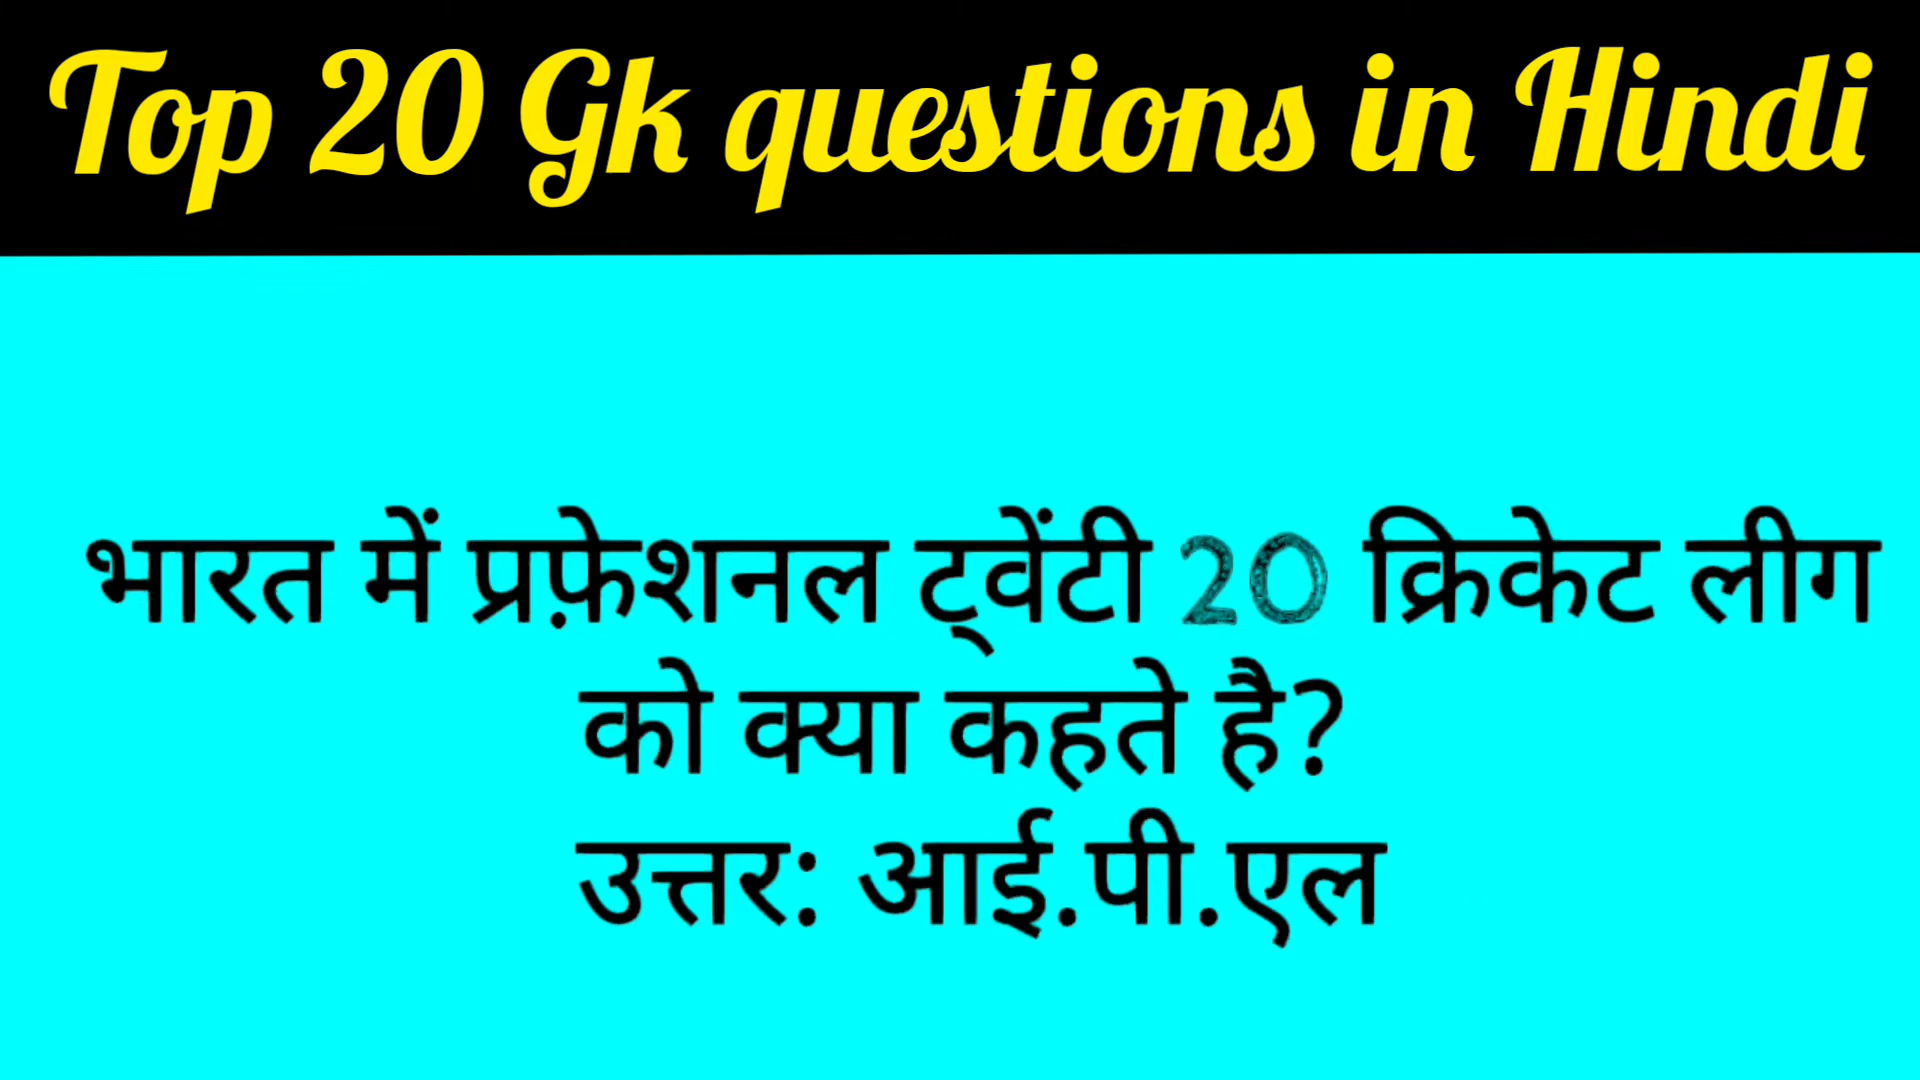 Top 20 Gk questions in Hindi
भारत में प्रफ़ेशनल ट्वेंटी 20 क्रिकेट लीग
को क्या कहते है?
उत्तर: आई.पी.एल